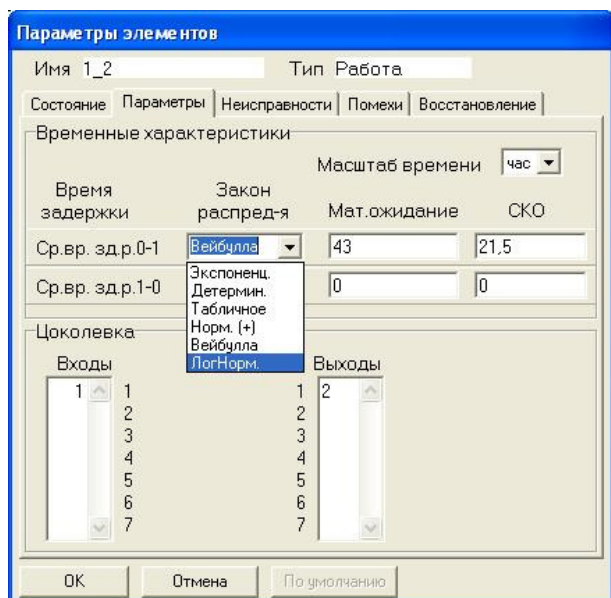 Параметры элементов
Имя 1_2 Тип Работа
Состояние Параметры Неисправности Помехи Восстановление
Временные характеристики
Масштаб времени час
Время задержки Закон распред-я Мат.ожидание СКО
Ср.вр. зд.р.0-1 Вейбулла 43 21,5
Экспоненц.
Ср.вр. зд.р.1-0 Детермин. 0 0
Табличное
Норм. (+)
Вейбулла
ЛогНорм.
Цоколевка
Входы Выходы
1 1 1 2
2 2
3 3
4 4
5 5
6 6
7 7
OK Отмена По умолчанию